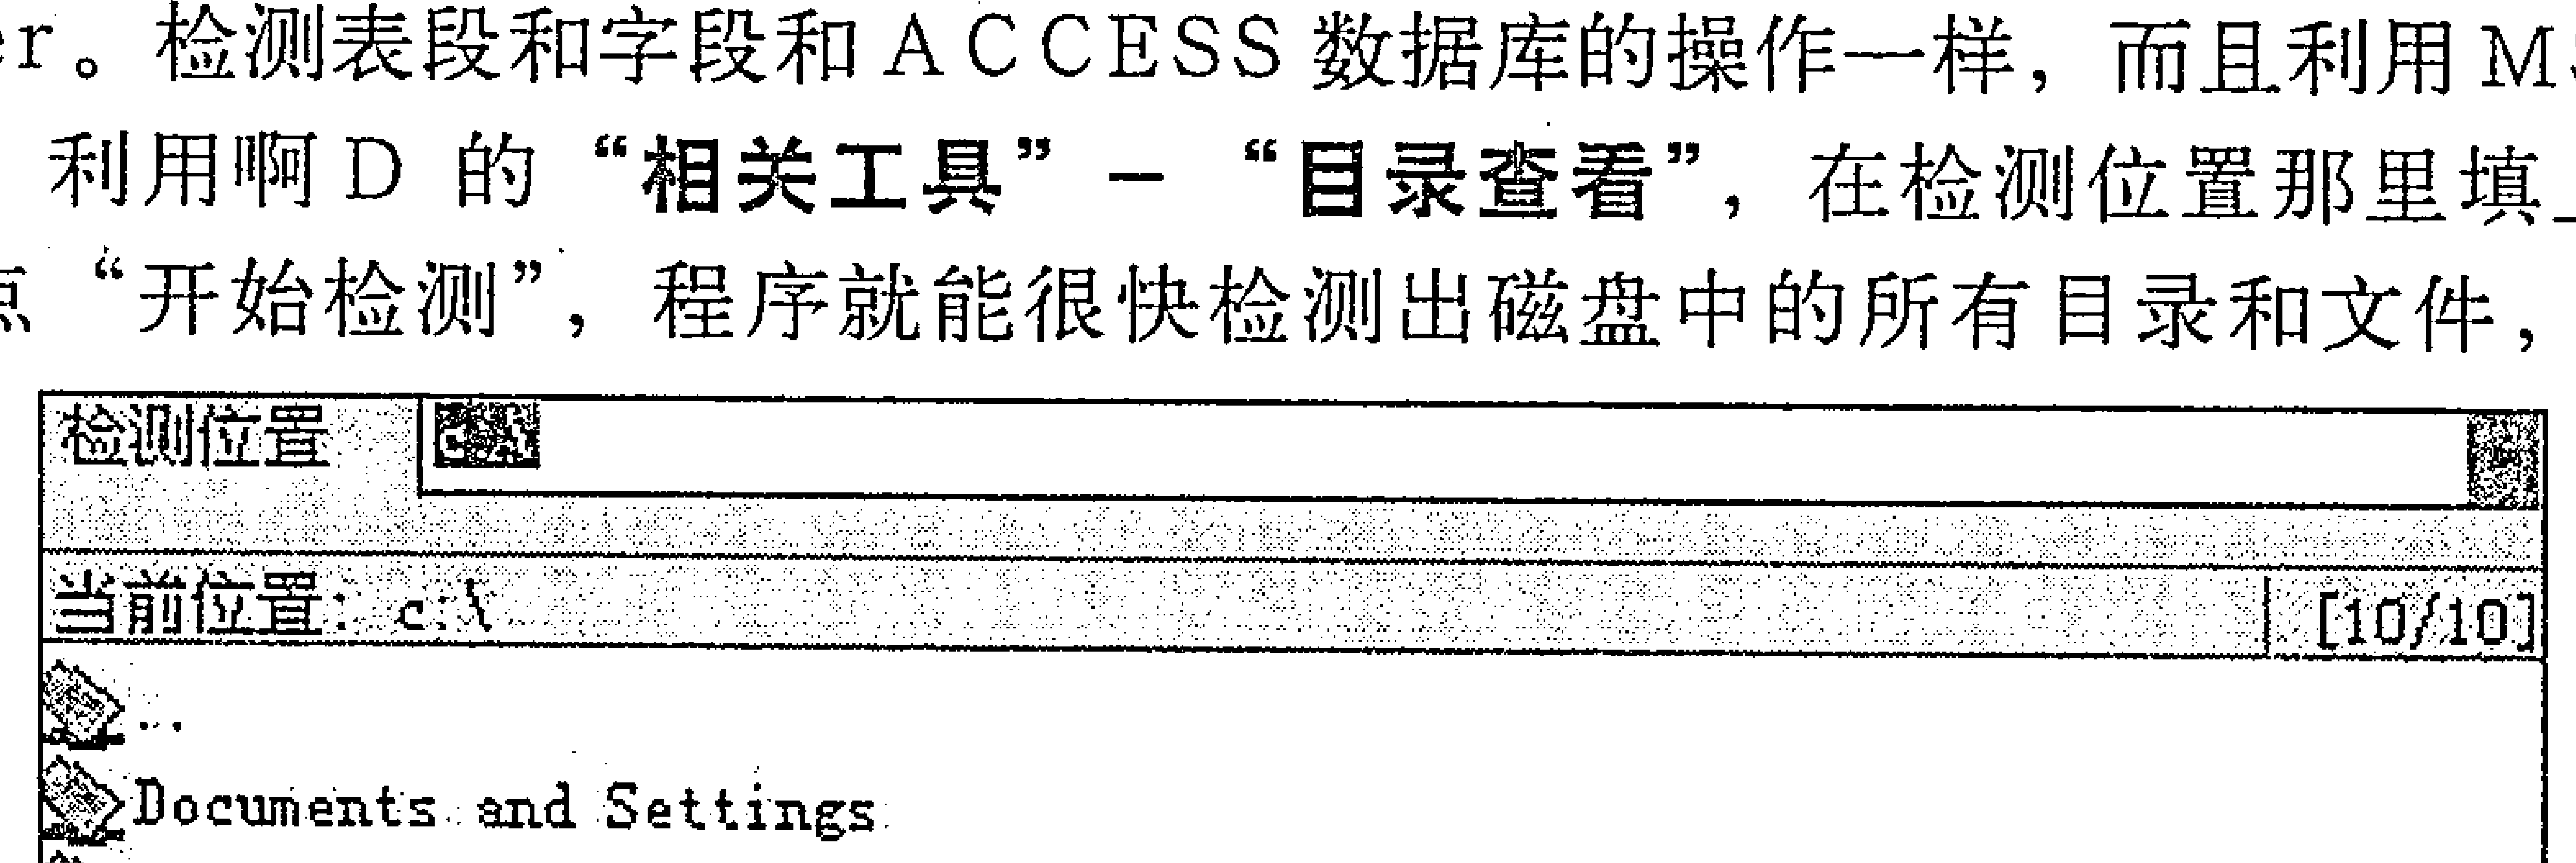 r。检测表段和字段和ACCESS数据库的操作一样，而且利用M
利用啊D 的“相关工具”－“目录查看”，在检测位置那里填
“开始检测”，程序就能很快检测出磁盘中的所有目录和文件，
检测位置
当前位置: c:\ [10/10]
...
Documents and Settings